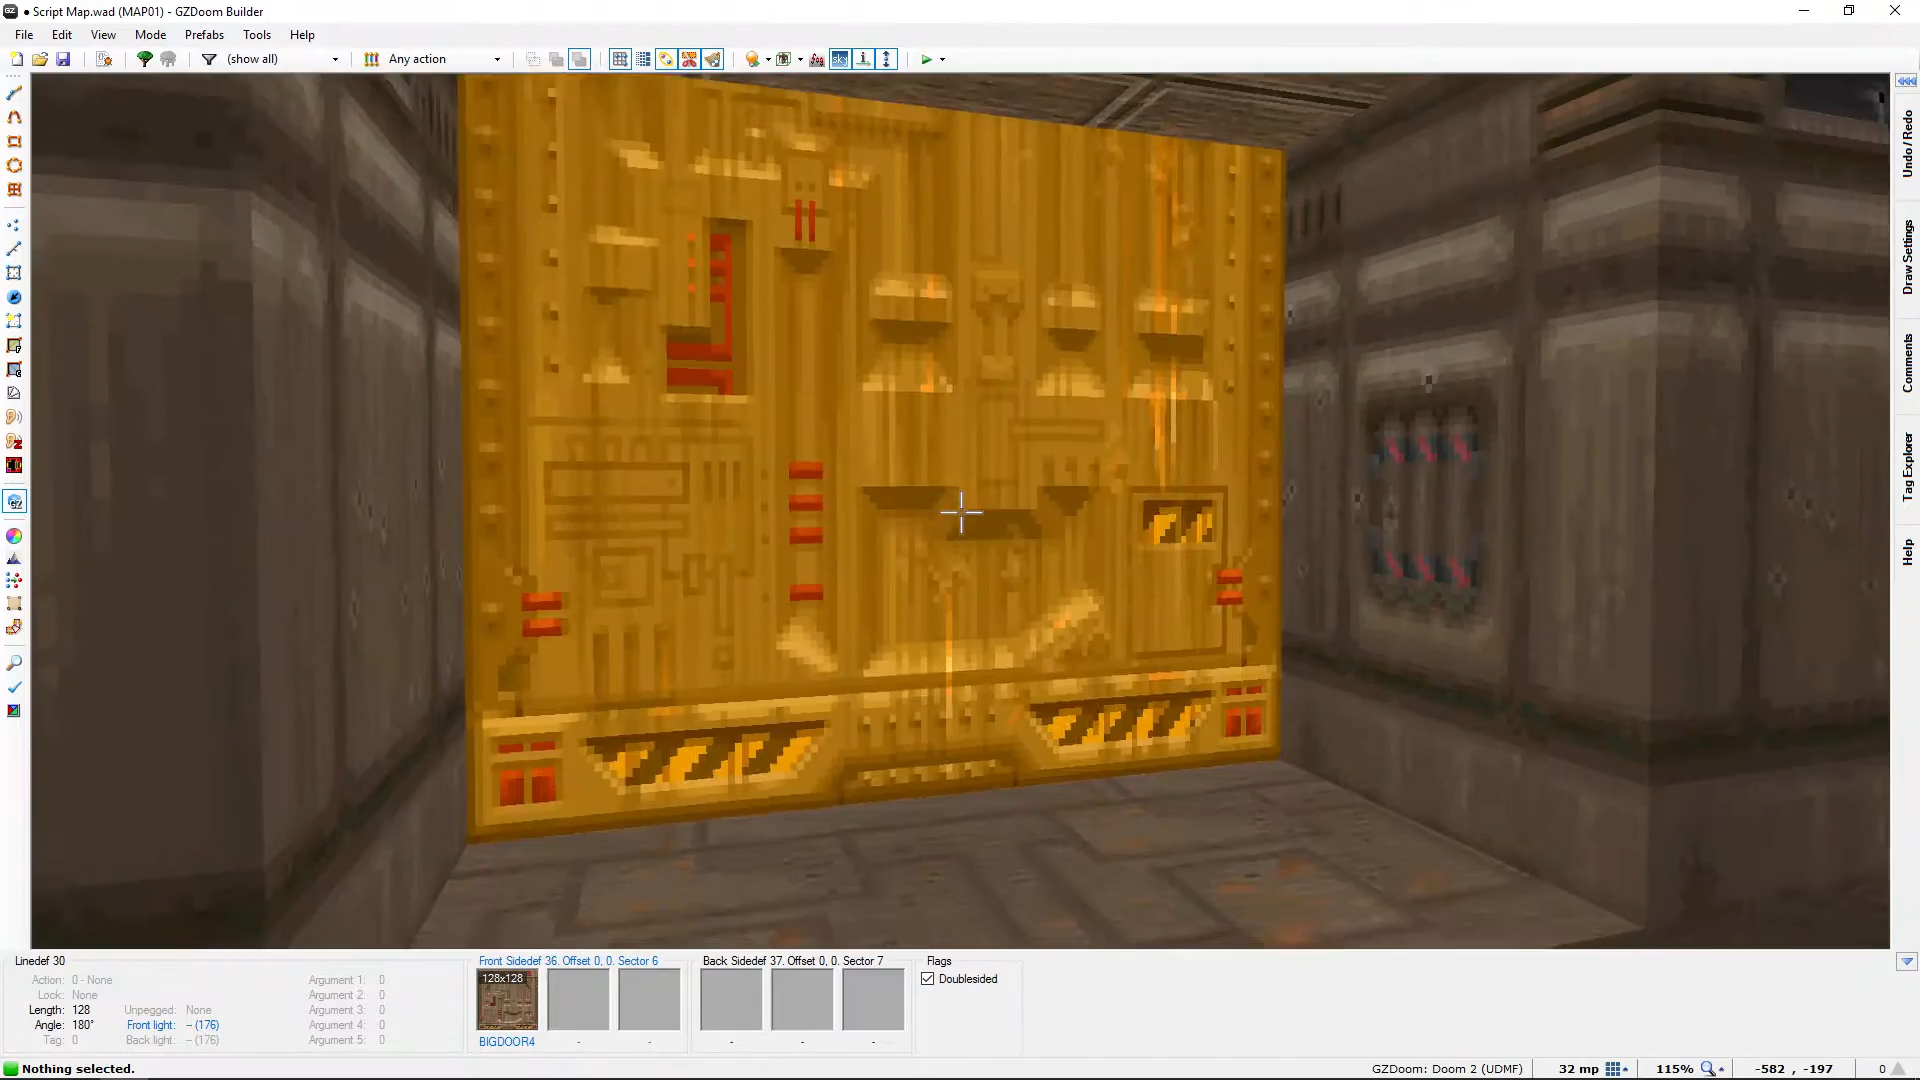 ● Script Map.wad (MAP01) - GZDoom Builder
File Edit View Mode Prefabs Tools Help
(show all) Any action
Undo / Redo
Draw Settings
Comments
Tag Explorer
Help
Linedef 30
Action: 0 - None
Lock: None
Length: 128
Angle: 180°
Tag: 0
Unpegged: None
Front light: -- (176)
Back light: -- (176)
Argument 1: 0
Argument 2: 0
Argument 3: 0
Argument 4: 0
Argument 5: 0
Front Sidedef 36. Offset 0, 0. Sector 6
128x128
BIGDOOR4 - -
Back Sidedef 37. Offset 0, 0. Sector 7
- - -
Flags
Doublesided
Nothing selected.
GZDoom: Doom 2 (UDMF) 32 mp 115% -582 , -197 0